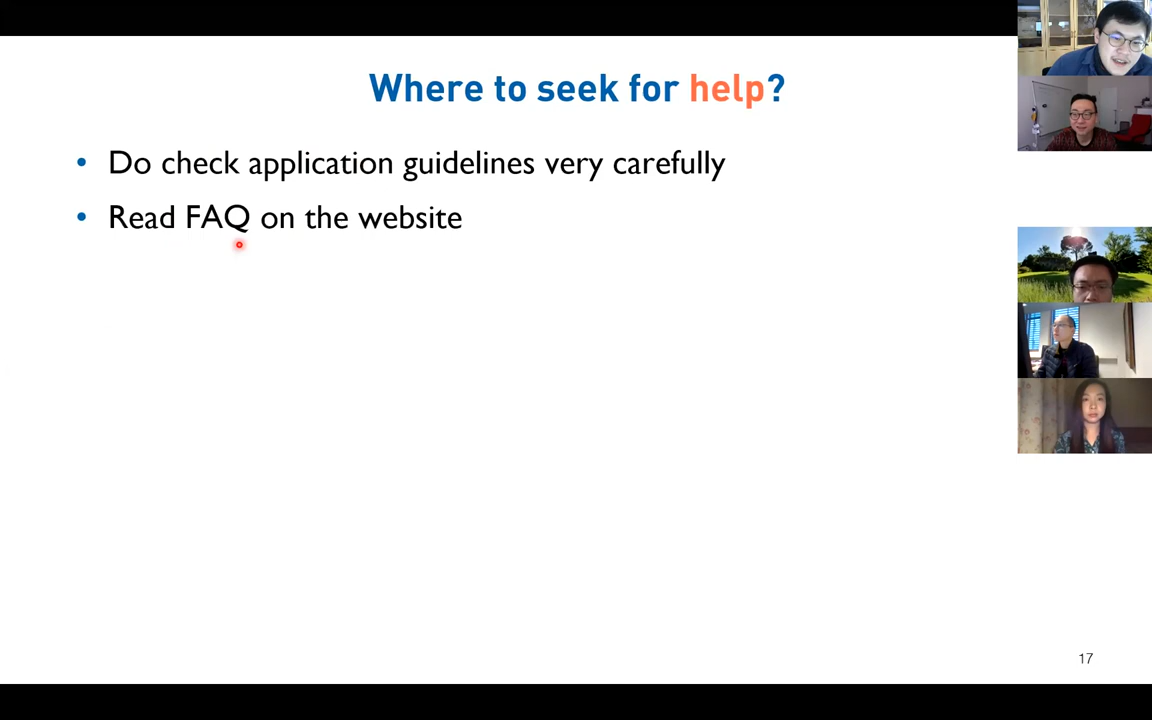 Where to seek for help?
• Do check application guidelines very carefully
• Read FAQ on the website
17